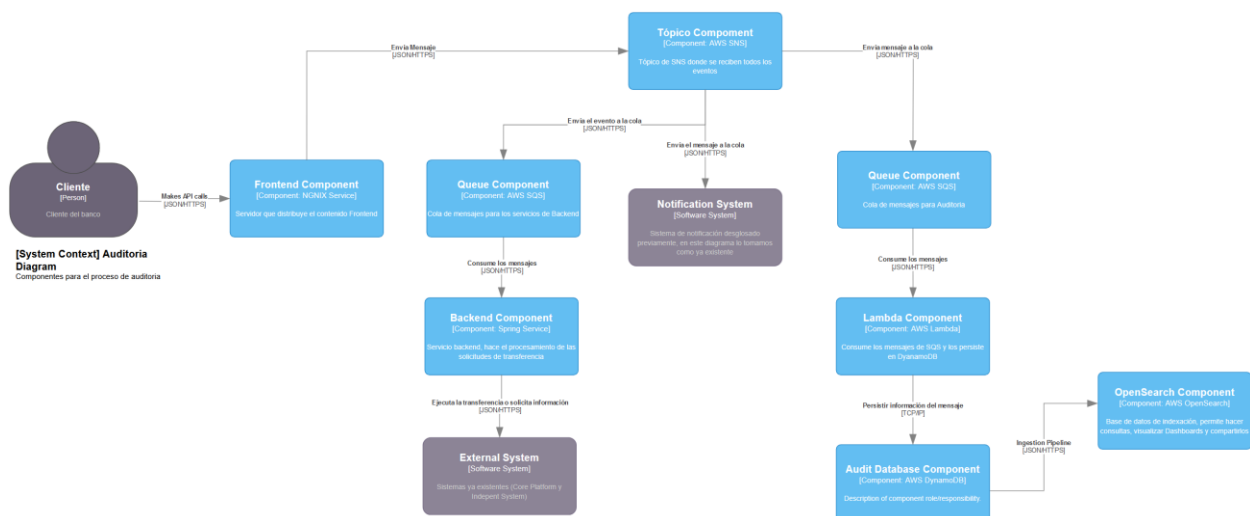 Tópico Compoment
[Component: AWS SNS]
Tópico de SNS donde se reciben todos los
eventos
Envía Mensaje
[JSON/HTTPS]
Envía mensaje a la cola
[JSON/HTTPS]
Envía el evento a la cola
[JSON/HTTPS]
Envía el mensaje a la cola
[JSON/HTTPS]
Cliente
[Person]
Cliente del banco
Makes API calls
[JSON/HTTPS]
Frontend Component
[Component: NGNIX Service]
Servidor que distribuye el contenido Frontend
Queue Component
[Component: AWS SQS]
Cola de mensajes para los servicios de Backend
Notification System
[Software System]
Sistema de notificación desglosado
previamente, en este diagrama lo tomamos
como ya existente
Queue Component
[Component: AWS SQS]
Cola de mensajes para Auditoria
[System Context] Auditoria
Diagram
Componentes para el proceso de auditoria
Consume los mensajes
[JSON/HTTPS]
Consume los mensajes
[JSON/HTTPS]
Backend Component
[Component: Spring Service]
Servicio backend, hace el procesamiento de las
solicitudes de transferencia
Lambda Component
[Component: AWS Lambda]
Consume los mensajes de SQS y los persiste
en DyanamoDB
Ejecuta la transferencia o solicita información
[JSON/HTTPS]
Persistir información del mensaje
[TCP/IP]
OpenSearch Component
[Component: AWS OpenSearch]
Base de datos de indexación, permite hacer
consultas, visualizar Dashboards y compartirlos
Ingestion Pipeline
[JSON/HTTPS]
External System
[Software System]
Sistemas ya existentes (Core Platform y
Indepent System)
Audit Database Component
[Component: AWS DynamoDB]
Description of component role/responsibility